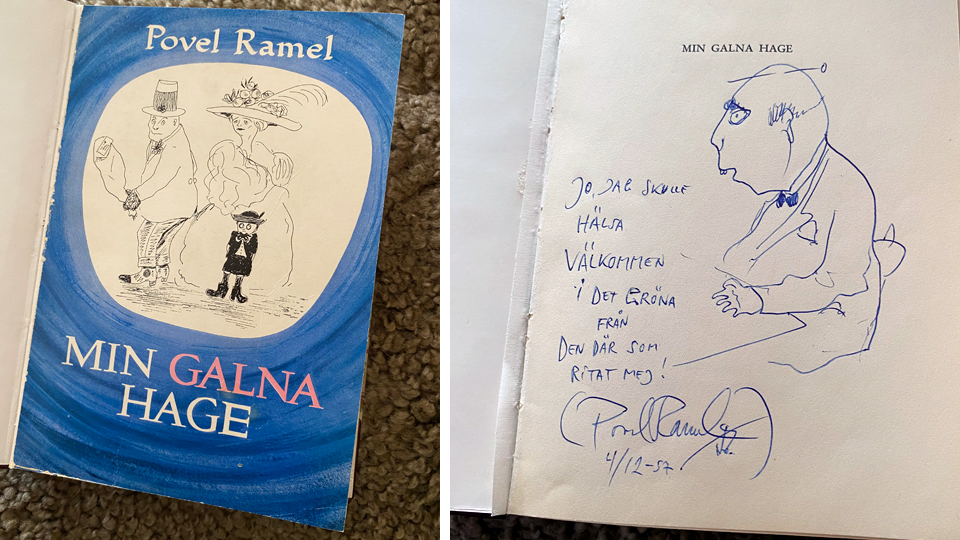 Povel Ramel
MIN GALNA
HAGE
MIN GALNA HAGE
JO, JAG SKULLE
HÄLSA
VÄLKOMMEN
i DET GRÖNA
FRÅN
DEN DÄR SOM
RITAT MEJ!
(Povel Ramel)
4/12-57